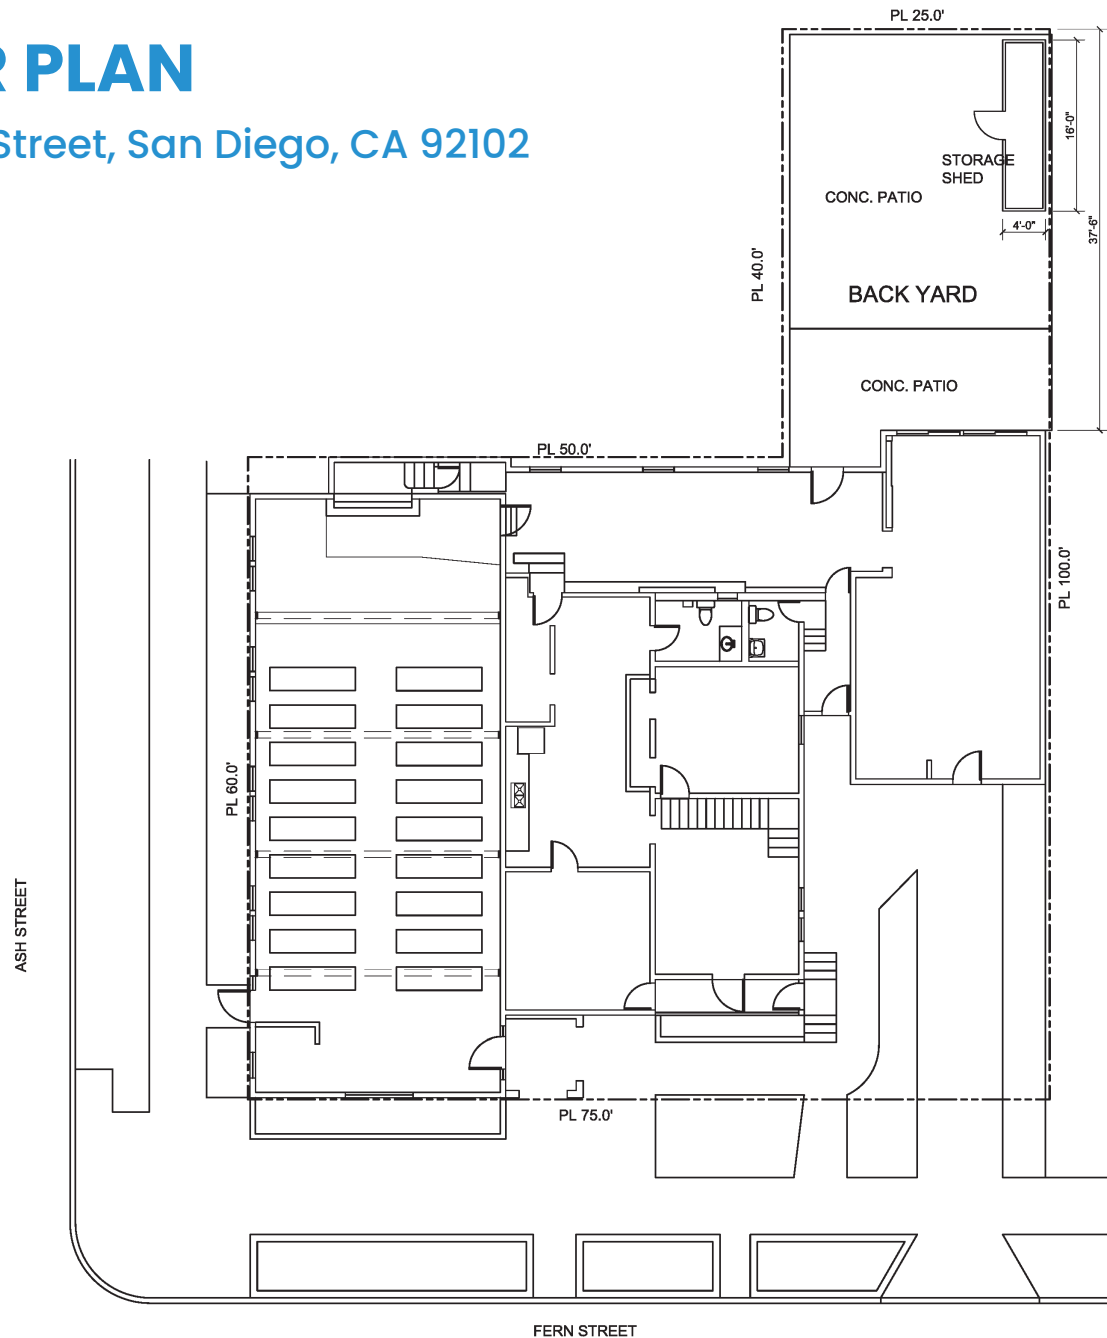 R PLAN
Street, San Diego, CA 92102
PL 25.0'
16'-0"
STORAGE
SHED
CONC. PATIO
4'-0"
37'-6"
PL 40.0'
BACK YARD
CONC. PATIO
PL 50.0'
PL 100.0'
PL 60.0'
ASH STREET
PL 75.0'
FERN STREET